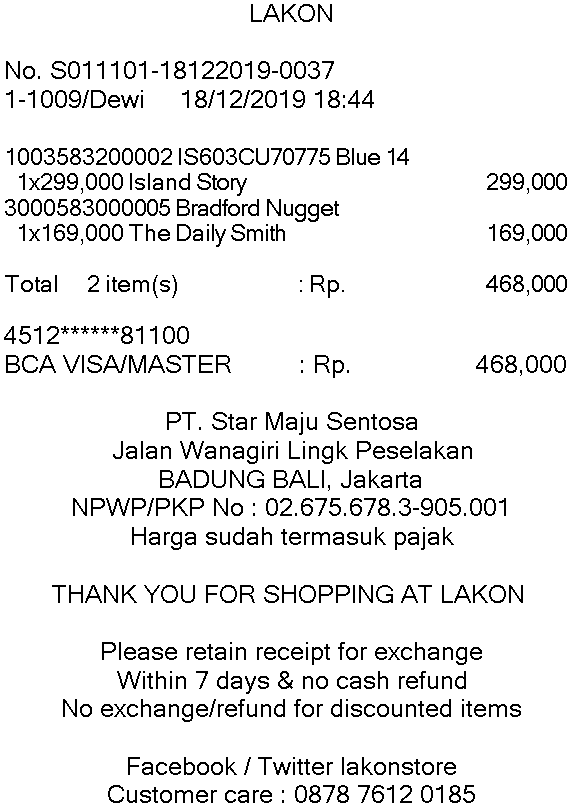 LAKON
No. S011101-18122019-0037
1-1009/Dewi 18/12/2019 18:44
1003583200002 IS603CU70775 Blue 14
1x299,000 Island Story 299,000
3000583000005 Bradford Nugget
1x169,000 The Daily Smith 169,000
Total 2 item(s) : Rp. 468,000
4512******81100
BCA VISA/MASTER : Rp. 468,000
PT. Star Maju Sentosa
Jalan Wanagiri Lingk Peselakan
BADUNG BALI, Jakarta
NPWP/PKP No : 02.675.678.3-905.001
Harga sudah termasuk pajak
THANK YOU FOR SHOPPING AT LAKON
Please retain receipt for exchange
Within 7 days & no cash refund
No exchange/refund for discounted items
Facebook / Twitter lakonstore
Customer care : 0878 7612 0185